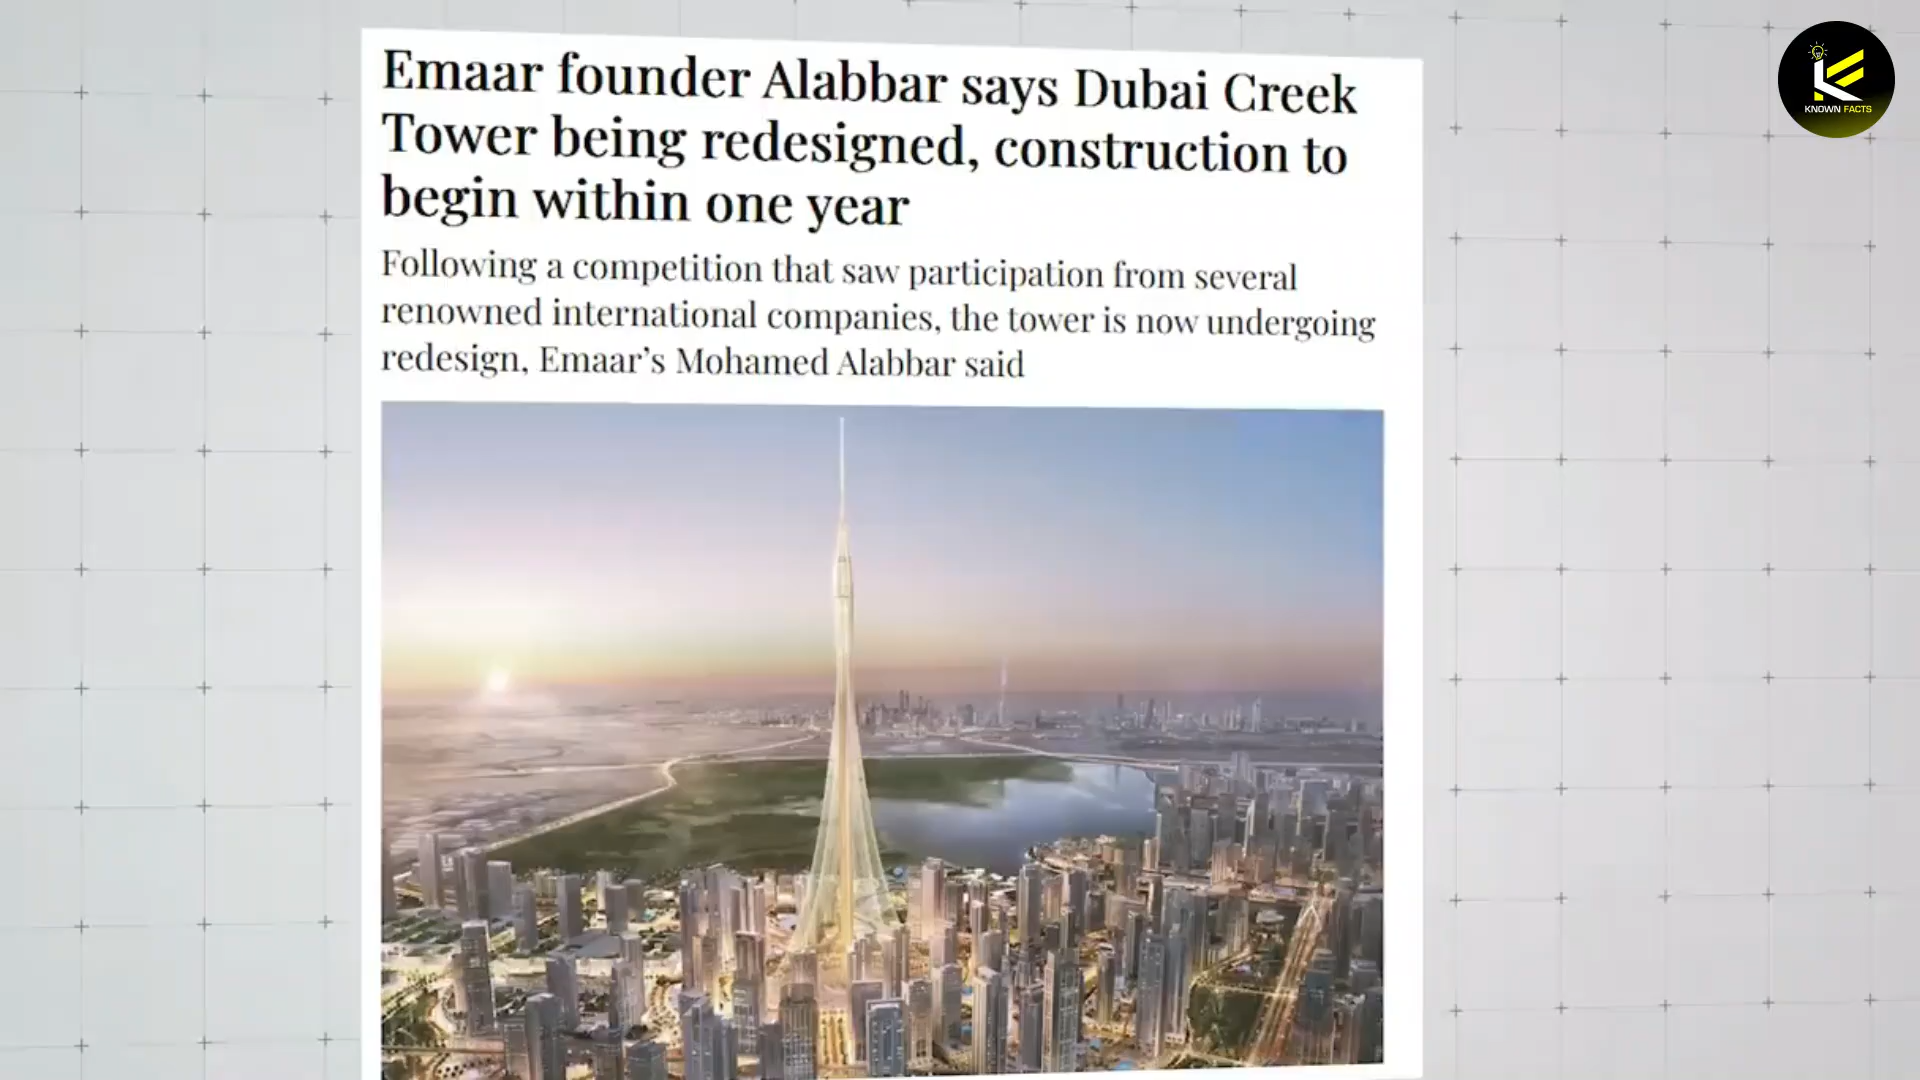 Emaar founder Alabbar says Dubai Creek
Tower being redesigned, construction to
begin within one year
Following a competition that saw participation from several
renowned international companies, the tower is now undergoing
redesign, Emaar’s Mohamed Alabbar said
KNOWN FACTS